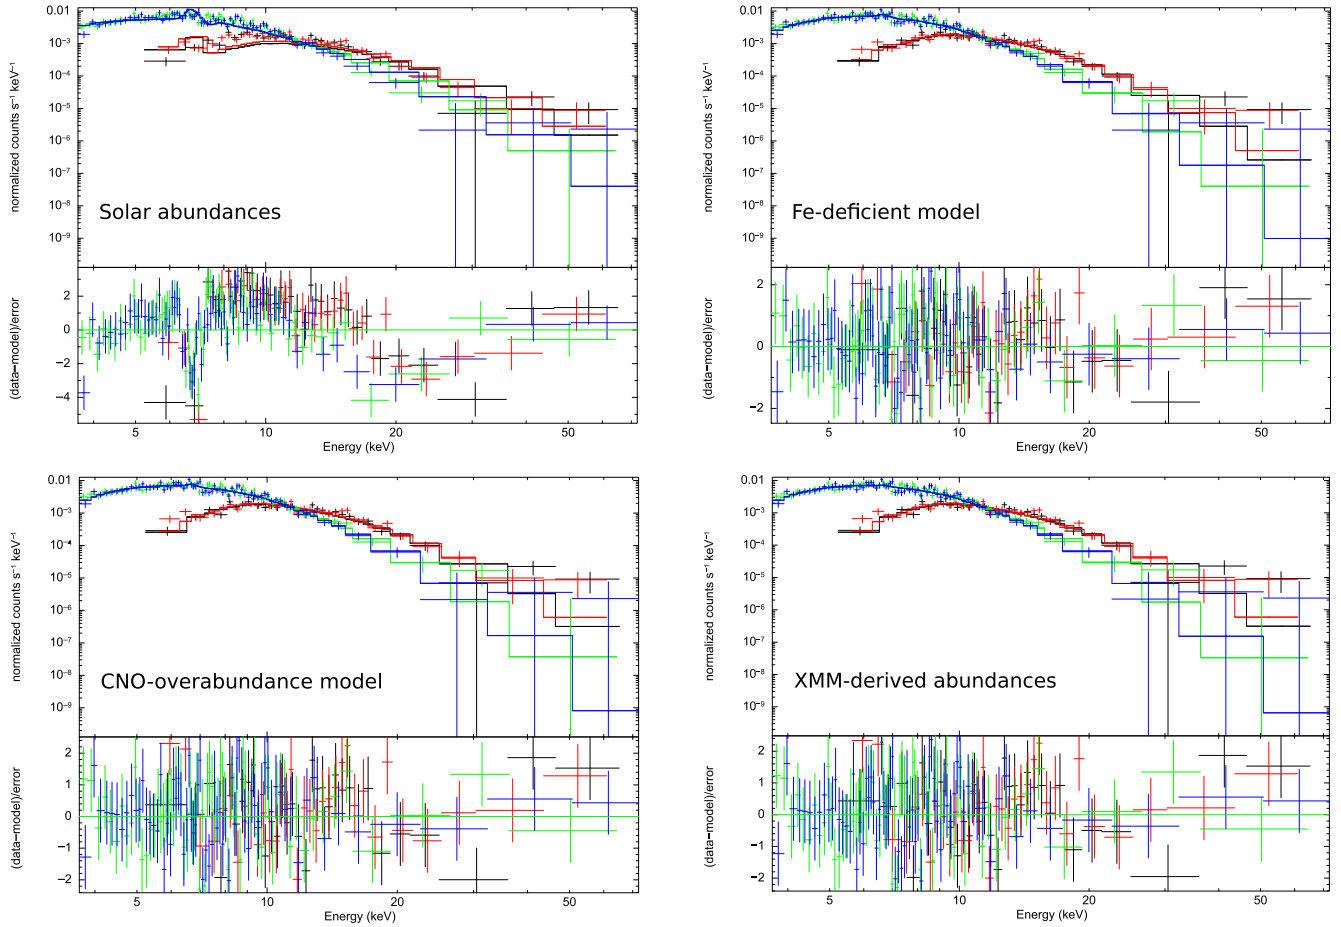 0.01
10⁻³
10⁻⁴
10⁻⁵
10⁻⁶
10⁻⁷
10⁻⁸
10⁻⁹
normalized counts s⁻¹ keV⁻¹
Solar abundances
2
0
−2
−4
(data−model)/error
5 10 20 50
Energy (keV)
0.01
10⁻³
10⁻⁴
10⁻⁵
10⁻⁶
10⁻⁷
10⁻⁸
10⁻⁹
normalized counts s⁻¹ keV⁻¹
Fe-deficient model
2
0
−2
(data−model)/error
5 10 20 50
Energy (keV)
0.01
10⁻³
10⁻⁴
10⁻⁵
10⁻⁶
10⁻⁷
10⁻⁸
10⁻⁹
normalized counts s⁻¹ keV⁻¹
CNO-overabundance model
2
1
0
−1
−2
(data−model)/error
5 10 20 50
Energy (keV)
0.01
10⁻³
10⁻⁴
10⁻⁵
10⁻⁶
10⁻⁷
10⁻⁸
10⁻⁹
normalized counts s⁻¹ keV⁻¹
XMM-derived abundances
2
1
0
−1
−2
(data−model)/error
5 10 20 50
Energy (keV)